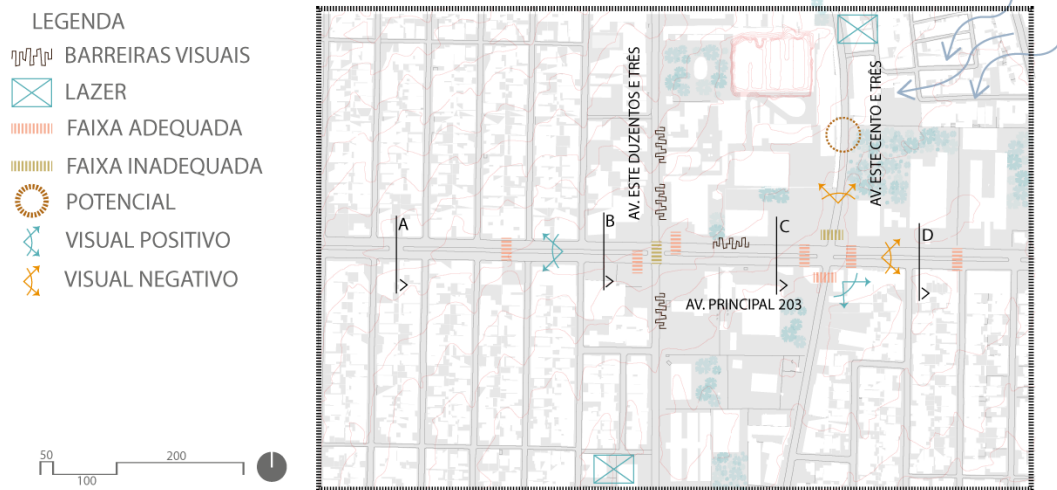 LEGENDA
BARREIRAS VISUAIS
LAZER
FAIXA ADEQUADA
FAIXA INADEQUADA
POTENCIAL
VISUAL POSITIVO
VISUAL NEGATIVO
50
200
100
AV. ESTE DUZENTOS E TRÊS
AV. ESTE CENTO E TRÊS
A
B
C
D
AV. PRINCIPAL 203